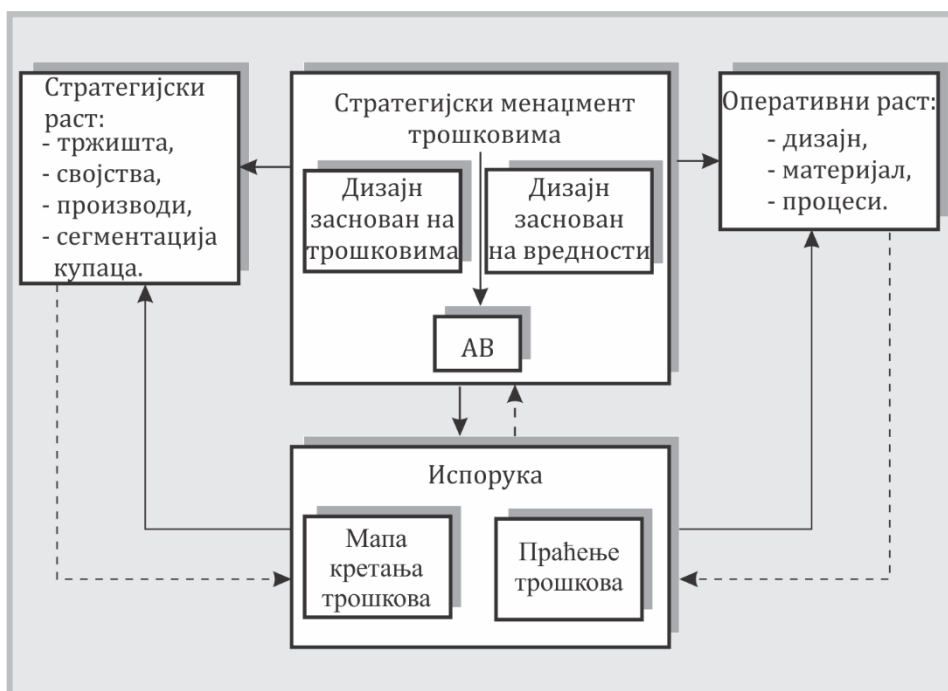 Стратегијски
раст:
- тржишта,
- својства,
- производи,
- сегментација
купаца.
Стратегијски менаџмент
трошковима
Дизајн
заснован на
трошковима
Дизајн
заснован
на вредности
АВ
Оперативни раст:
- дизајн,
- материјал,
- процеси.
Испорука
Мапа
кретања
трошкова
Праћење
трошкова